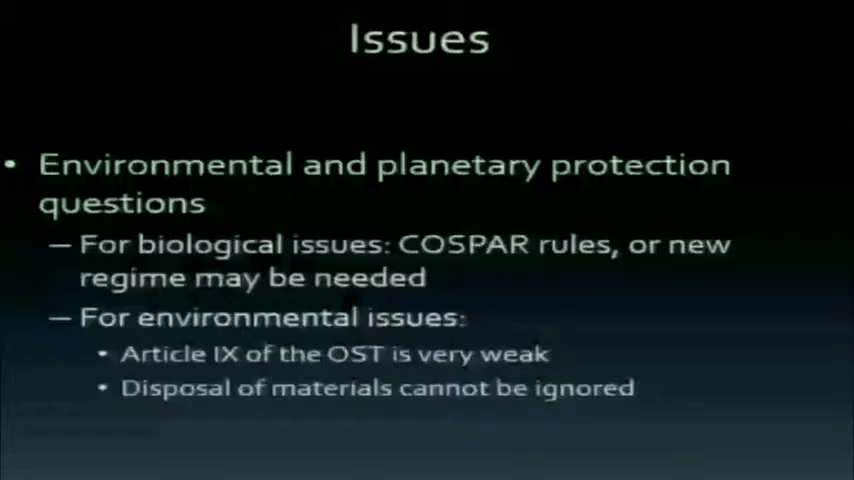 Issues
• Environmental and planetary protection
questions
– For biological issues: COSPAR rules, or new
regime may be needed
– For environmental issues:
• Article IX of the OST is very weak
• Disposal of materials cannot be ignored